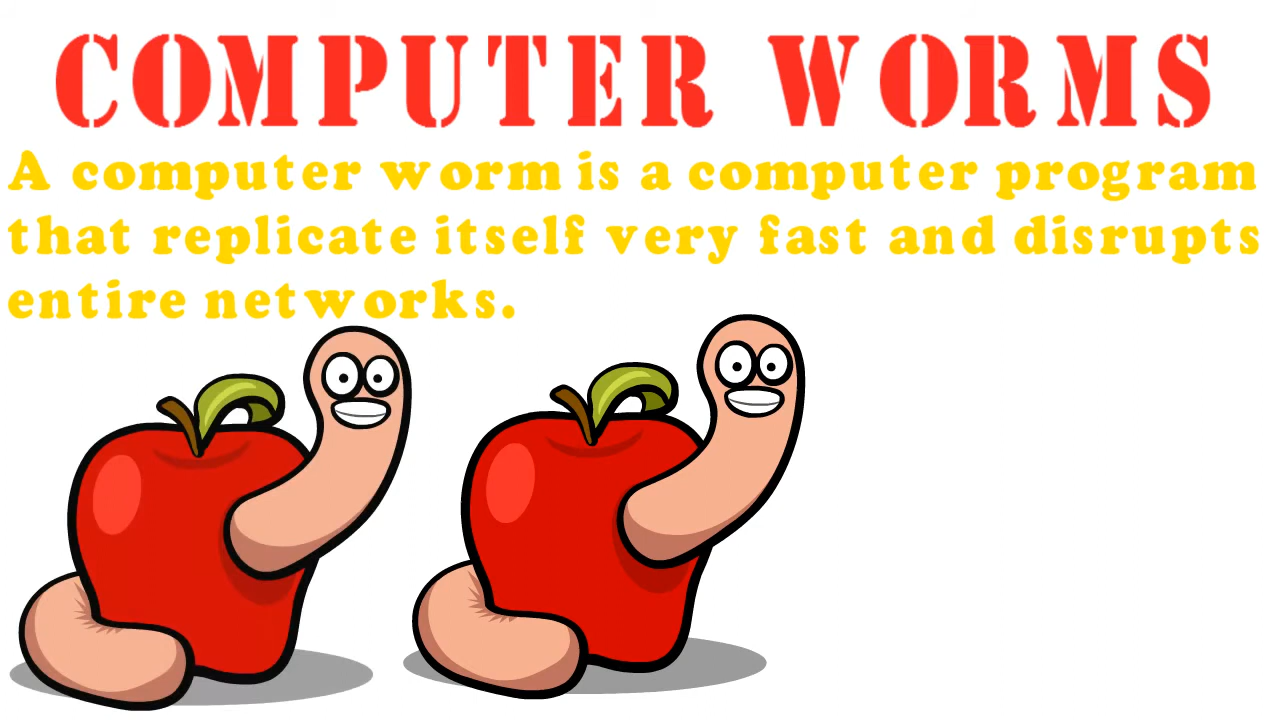 COMPUTER WORMS
A computer worm is a computer program
that replicate itself very fast and disrupts
entire networks.